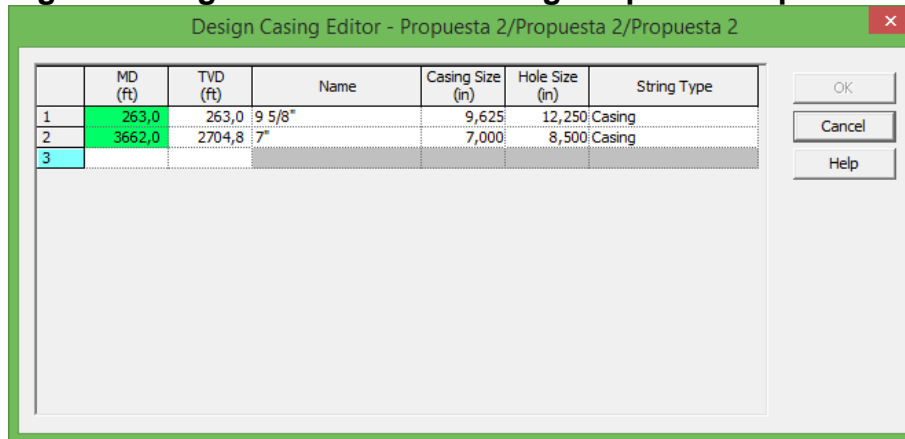 Design Casing Editor - Propuesta 2/Propuesta 2/Propuesta 2
MD (ft) TVD (ft) Name Casing Size (in) Hole Size (in) String Type
1 263,0 263,0 9 5/8" 9,625 12,250 Casing
2 3662,0 2704,8 7" 7,000 8,500 Casing
3
OK
Cancel
Help